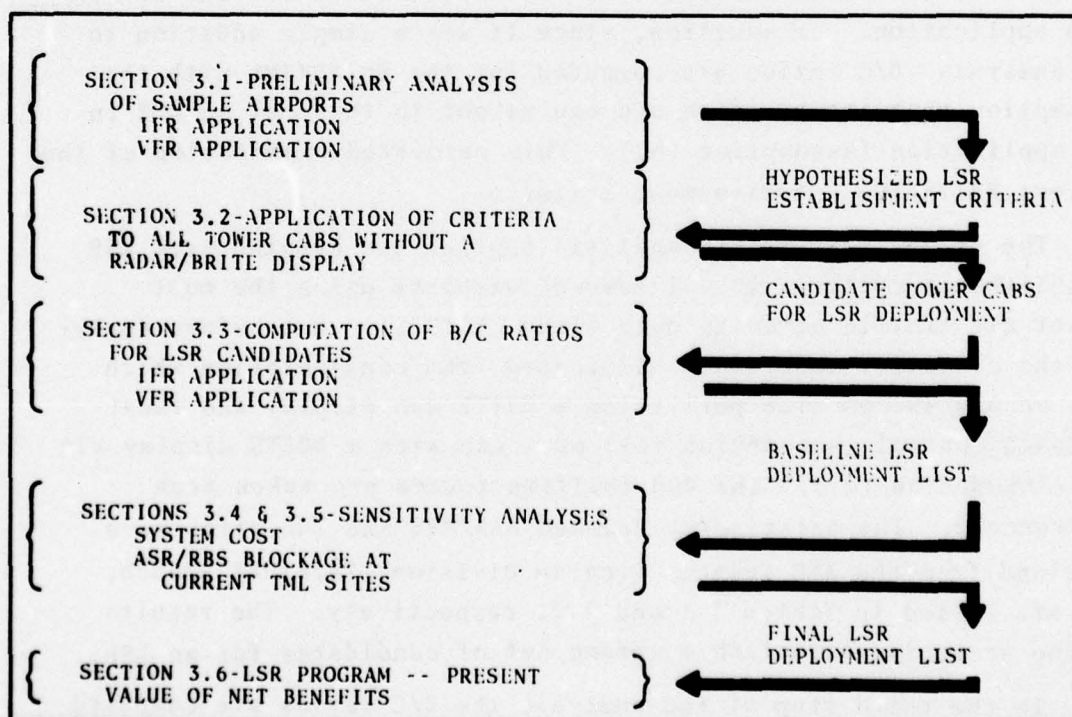 SECTION 3.1-PRELIMINARY ANALYSIS
OF SAMPLE AIRPORTS
IFR APPLICATION
VFR APPLICATION
HYPOTHESIZED LSR
ESTABLISHMENT CRITERIA
SECTION 3.2-APPLICATION OF CRITERIA
TO ALL TOWER CABS WITHOUT A
RADAR/BRITE DISPLAY
CANDIDATE TOWER CABS
FOR LSR DEPLOYMENT
SECTION 3.3-COMPUTATION OF B/C RATIOS
FOR LSR CANDIDATES
IFR APPLICATION
VFR APPLICATION
BASELINE LSR
DEPLOYMENT LIST
SECTIONS 3.4 & 3.5-SENSITIVITY ANALYSES
SYSTEM COST
ASR/RBS BLOCKAGE AT
CURRENT TML SITES
FINAL LSR
DEPLOYMENT LIST
SECTION 3.6-LSR PROGRAM -- PRESENT
VALUE OF NET BENEFITS